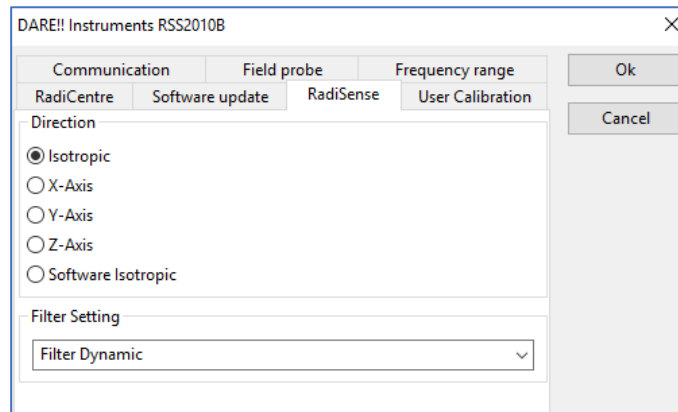 DARE!! Instruments RSS2010B
Communication Field probe Frequency range
RadiCentre Software update RadiSense User Calibration
Ok
Cancel
Direction
Isotropic
X-Axis
Y-Axis
Z-Axis
Software Isotropic
Filter Setting
Filter Dynamic